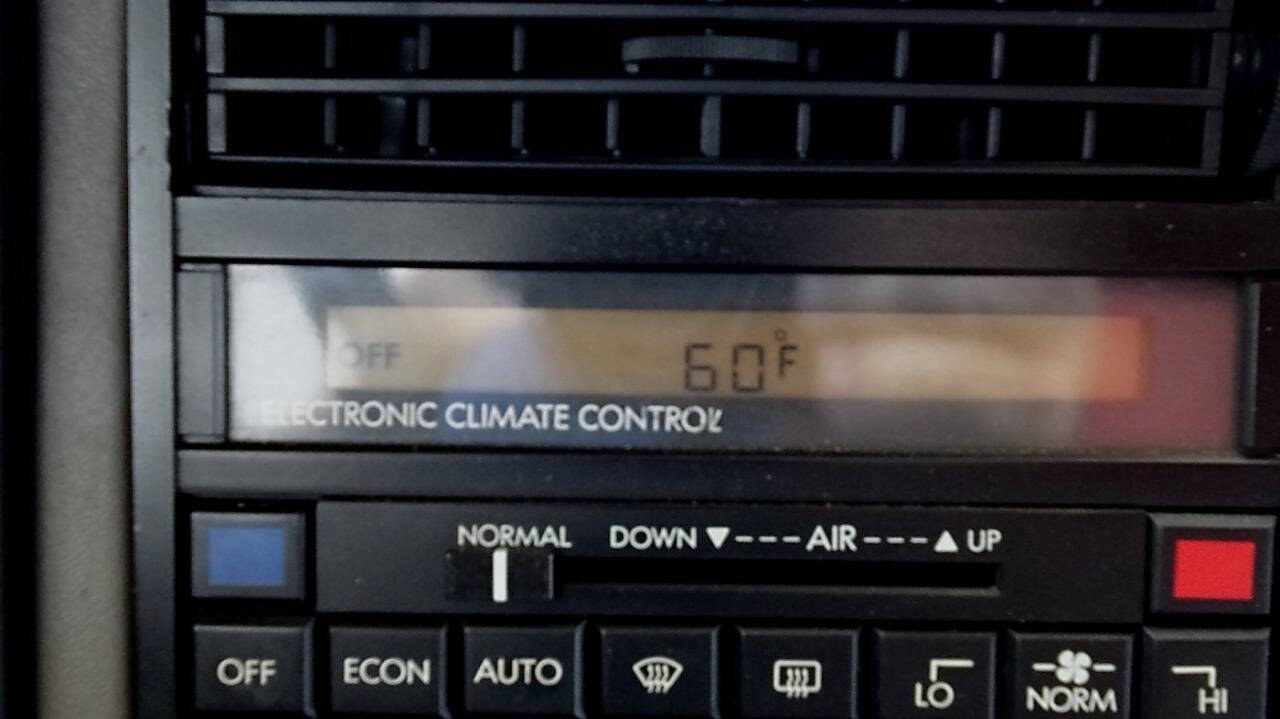 OFF 60°F
ELECTRONIC CLIMATE CONTROL
NORMAL DOWN ▼---AIR---▲ UP
OFF ECON AUTO LO NORM HI